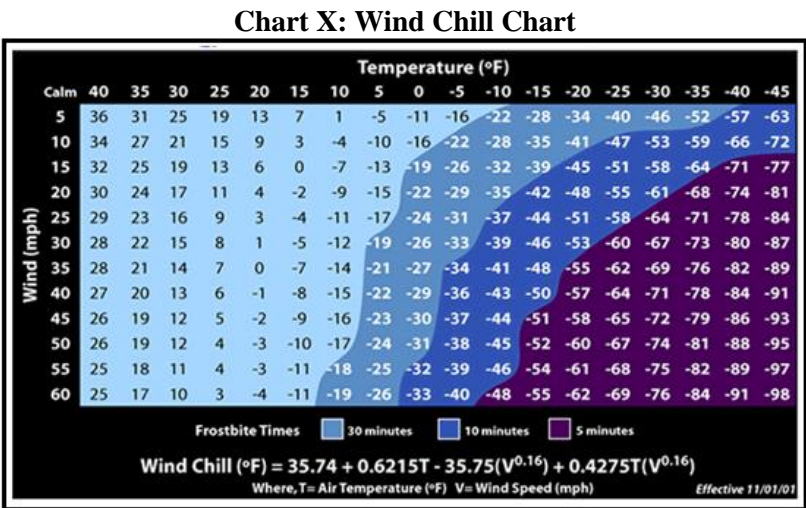 Chart X: Wind Chill Chart
Temperature (ºF)
Calm 40 35 30 25 20 15 10 5 0 -5 -10 -15 -20 -25 -30 -35 -40 -45
5 36 31 25 19 13 7 1 -5 -11 -16 -22 -28 -34 -40 -46 -52 -57 -63
10 34 27 21 15 9 3 -4 -10 -16 -22 -28 -35 -41 -47 -53 -59 -66 -72
15 32 25 19 13 6 0 -7 -13 -19 -26 -32 -39 -45 -51 -58 -64 -71 -77
20 30 24 17 11 4 -2 -9 -15 -22 -29 -35 -42 -48 -55 -61 -68 -74 -81
25 29 23 16 9 3 -4 -11 -17 -24 -31 -37 -44 -51 -58 -64 -71 -78 -84
30 28 22 15 8 1 -5 -12 -19 -26 -33 -39 -46 -53 -60 -67 -73 -80 -87
35 28 21 14 7 0 -7 -14 -21 -27 -34 -41 -48 -55 -62 -69 -76 -82 -89
40 27 20 13 6 -1 -8 -15 -22 -29 -36 -43 -50 -57 -64 -71 -78 -84 -91
45 26 19 12 5 -2 -9 -16 -23 -30 -37 -44 -51 -58 -65 -72 -79 -86 -93
50 26 19 12 4 -3 -10 -17 -24 -31 -38 -45 -52 -60 -67 -74 -81 -88 -95
55 25 18 11 4 -3 -11 -18 -25 -32 -39 -46 -54 -61 -68 -75 -82 -89 -97
60 25 17 10 3 -4 -11 -19 -26 -33 -40 -48 -55 -62 -69 -76 -84 -91 -98
Wind (mph)
Frostbite Times 30 minutes 10 minutes 5 minutes
Wind Chill (ºF) = 35.74 + 0.6215T - 35.75(V^0.16) + 0.4275T(V^0.16)
Where, T= Air Temperature (ºF) V= Wind Speed (mph)
Effective 11/01/01